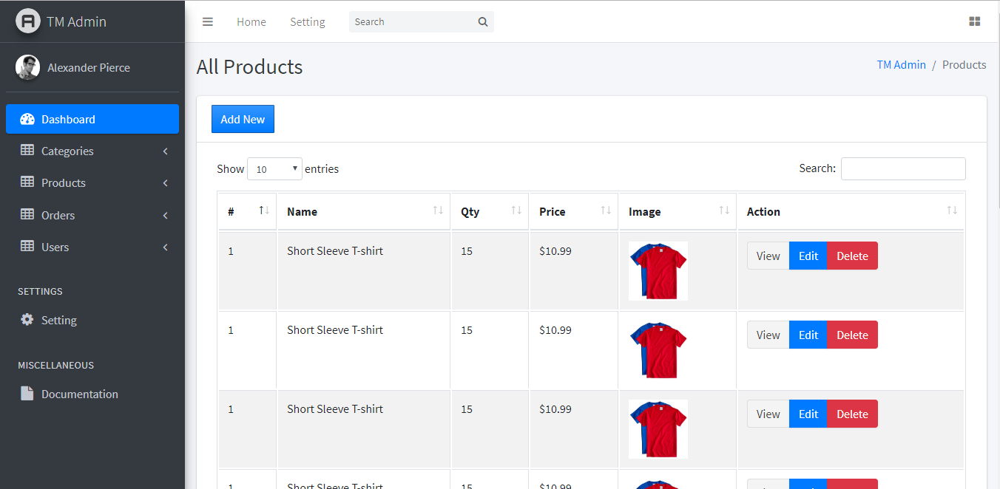 TM Admin
Alexander Pierce
Dashboard
Categories
Products
Orders
Users
SETTINGS
Setting
MISCELLANEOUS
Documentation
Home Setting Search
All Products
TM Admin / Products
Add New
Show 10 entries
Search:
# Name Qty Price Image Action
1 Short Sleeve T-shirt 15 $10.99 View Edit Delete
1 Short Sleeve T-shirt 15 $10.99 View Edit Delete
1 Short Sleeve T-shirt 15 $10.99 View Edit Delete
1 Short Sleeve T-shirt 15 $10.99 View Edit Delete